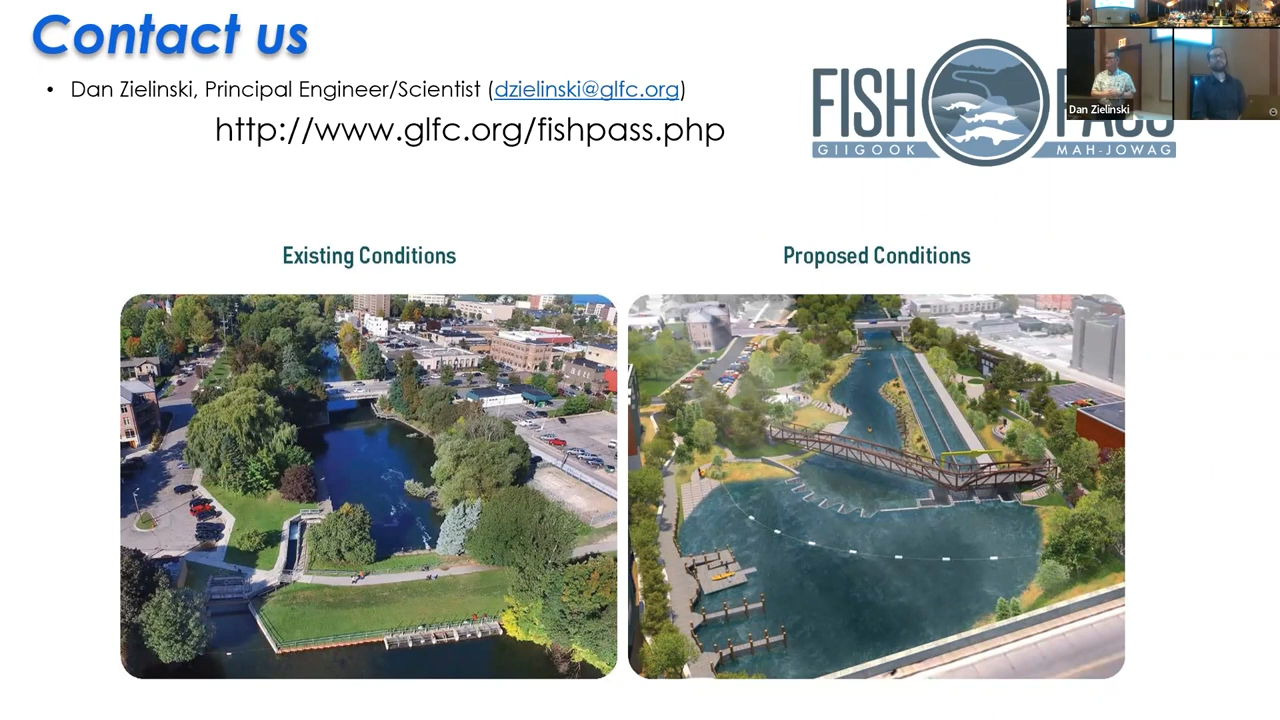 Contact us
• Dan Zielinski, Principal Engineer/Scientist (dzielinski@glfc.org)
http://www.glfc.org/fishpass.php
FISH PASS
GIIGOOK MAH-JOWAG
Dan Zielinski
Existing Conditions
Proposed Conditions